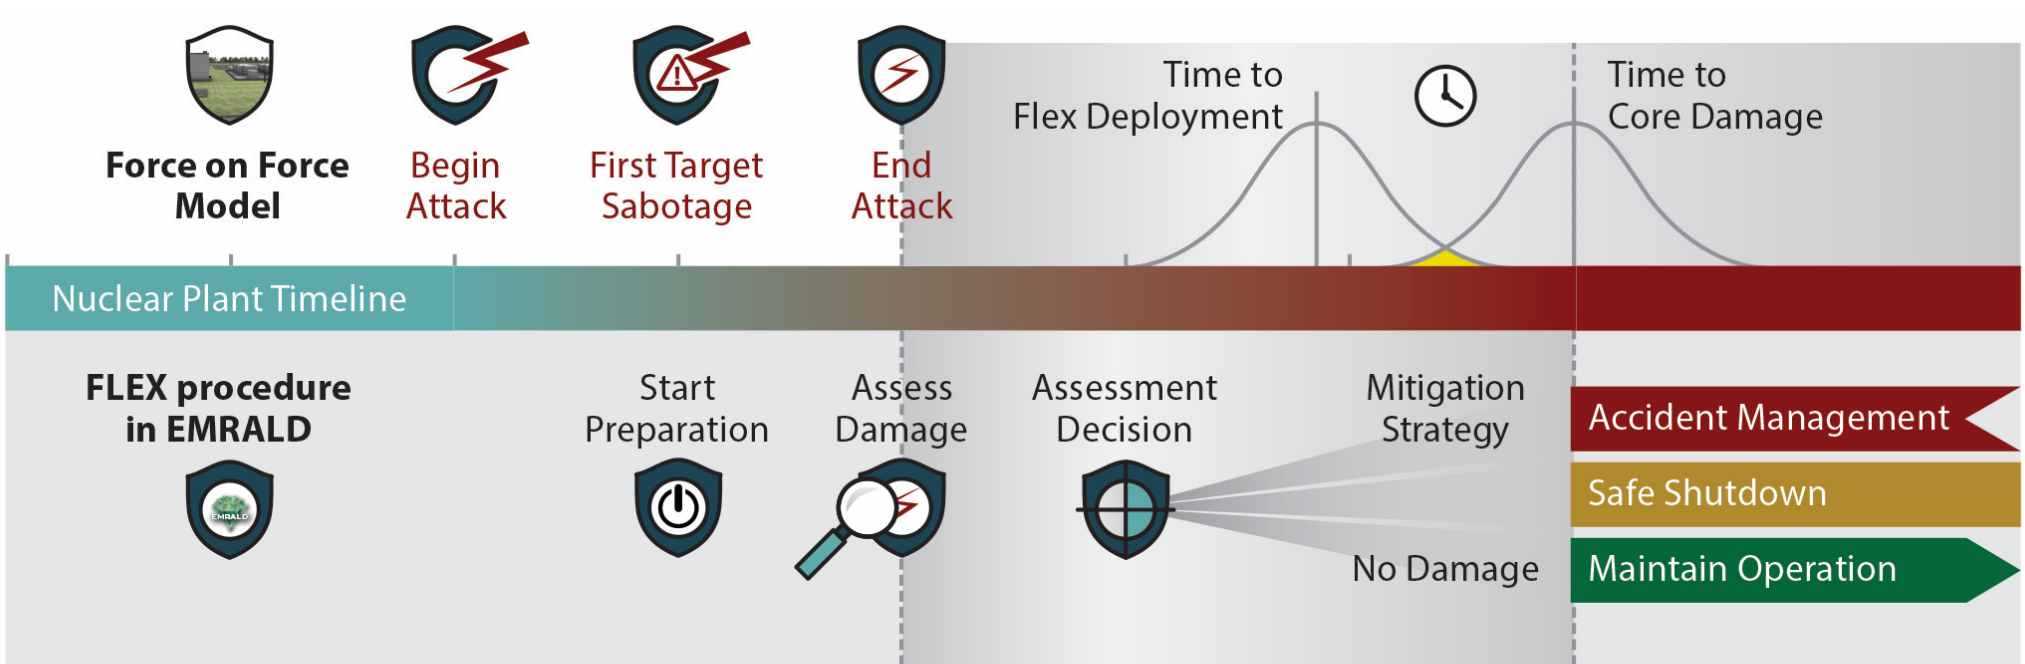 Time to
Flex Deployment
Time to
Core Damage
Force on Force
Model
Begin
Attack
First Target
Sabotage
End
Attack
Nuclear Plant Timeline
FLEX procedure
in EMRALD
Start
Preparation
Assess
Damage
Assessment
Decision
Mitigation
Strategy
Accident Management
Safe Shutdown
EMRALD
No Damage
Maintain Operation